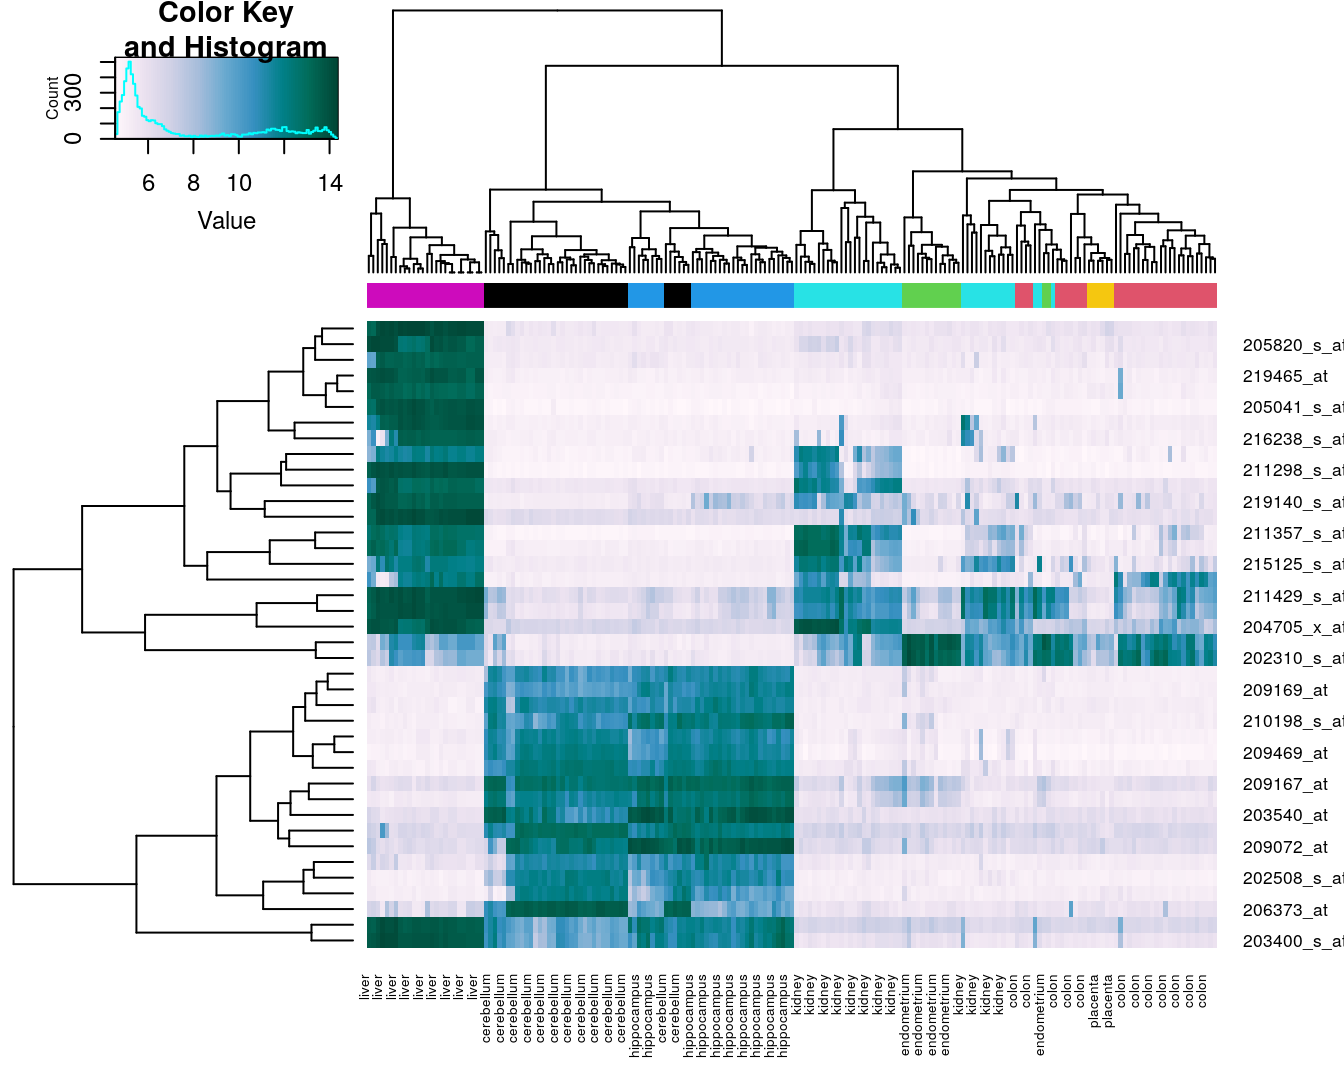 Color Key
and Histogram
Count
0
300
6
8
10
14
Value
205820_s_at
219465_at
205041_s_at
216238_s_at
211298_s_at
219140_s_at
211357_s_at
215125_s_at
211429_s_at
204705_x_at
202310_s_at
209169_at
210198_s_at
209469_at
209167_at
203540_at
209072_at
202508_s_at
206373_at
203400_s_at
liver
liver
liver
liver
liver
liver
liver
liver
liver
cerebellum
cerebellum
cerebellum
cerebellum
cerebellum
cerebellum
cerebellum
cerebellum
cerebellum
cerebellum
cerebellum
hippocampus
hippocampus
cerebellum
cerebellum
hippocampus
hippocampus
hippocampus
hippocampus
hippocampus
hippocampus
hippocampus
hippocampus
kidney
kidney
kidney
kidney
kidney
kidney
kidney
kidney
endometrium
endometrium
endometrium
endometrium
kidney
kidney
kidney
kidney
colon
colon
endometrium
colon
colon
colon
placenta
placenta
colon
colon
colon
colon
colon
colon
colon